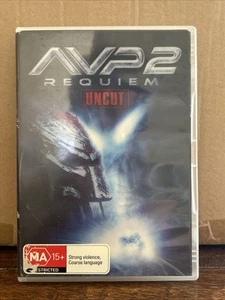 AVP2
REQUIEM
UNCUT
MA 15+
Strong violence,
Coarse language
RESTRICTED